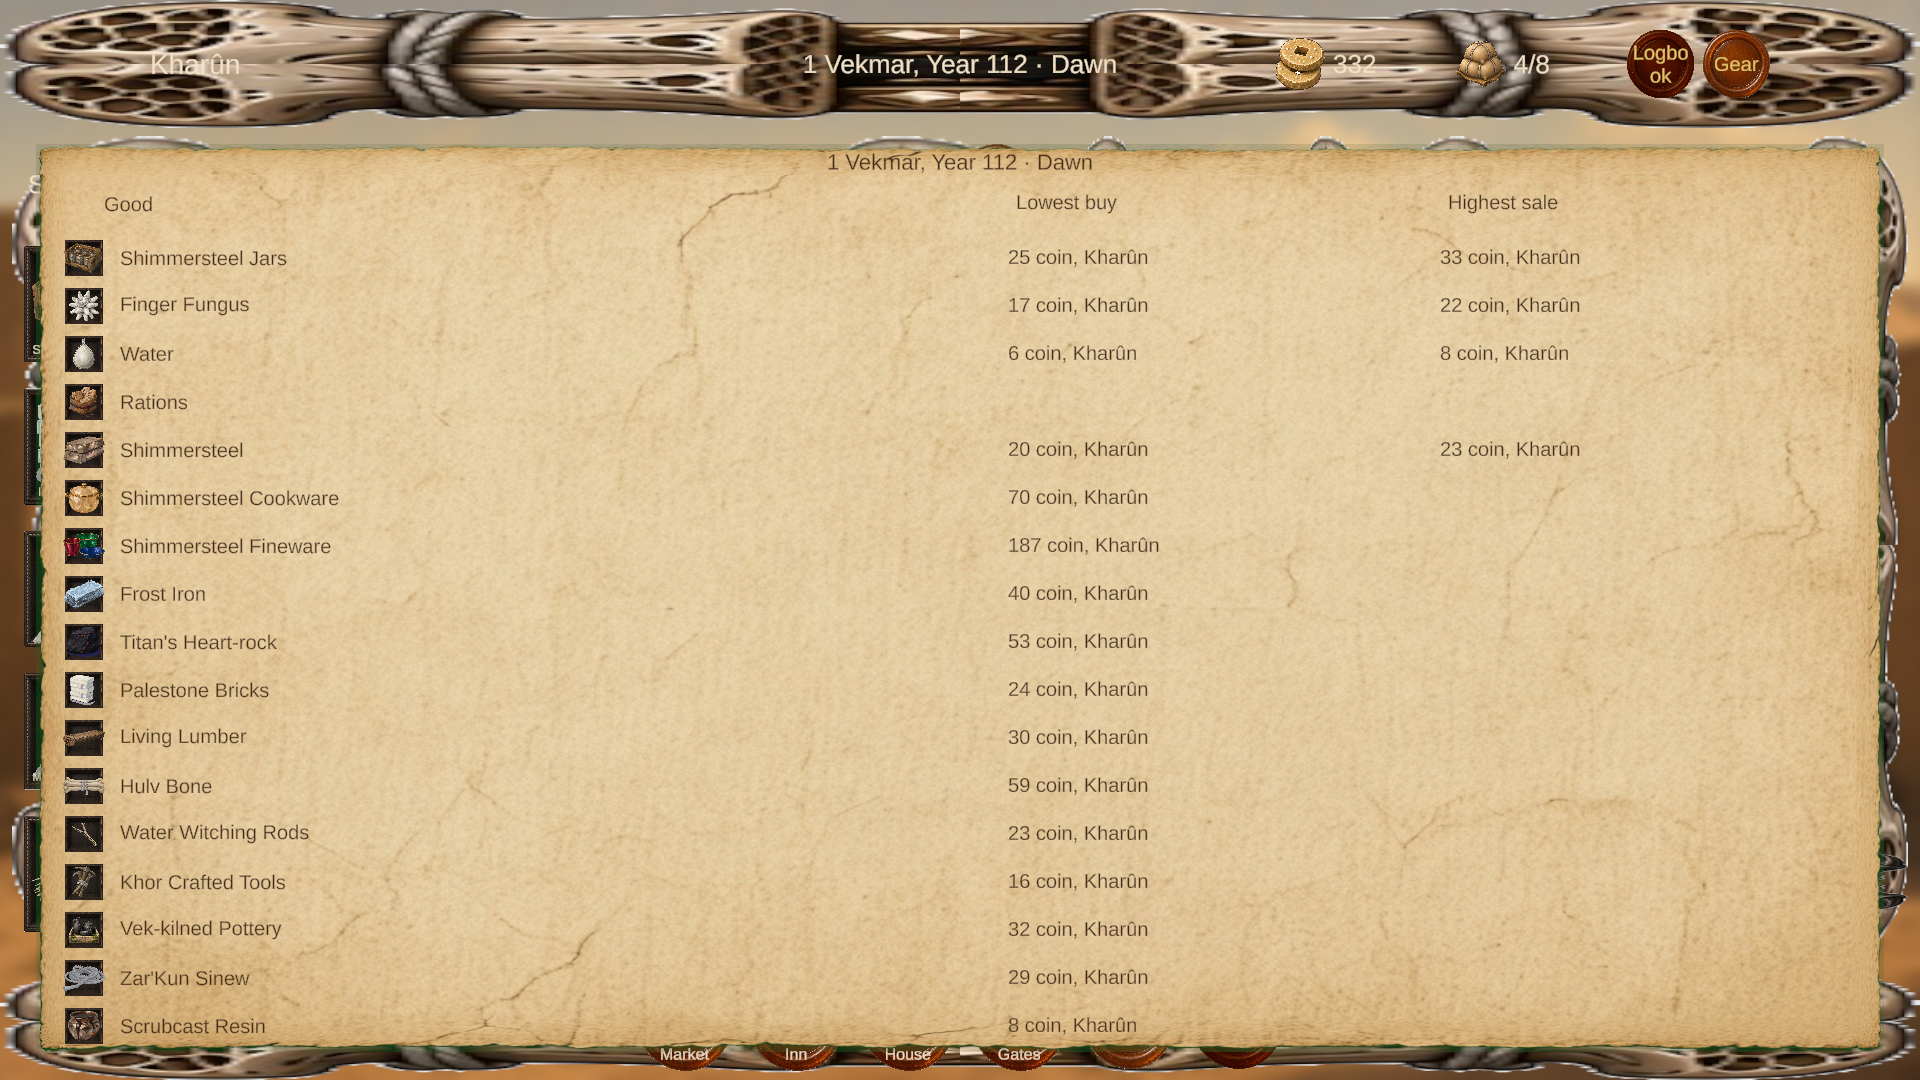 Kharûn
1 Vekmar, Year 112 · Dawn
332
4/8
Logbo
ok
Gear
1 Vekmar, Year 112 · Dawn
Good Lowest buy Highest sale
Shimmersteel Jars 25 coin, Kharûn 33 coin, Kharûn
Finger Fungus 17 coin, Kharûn 22 coin, Kharûn
Water 6 coin, Kharûn 8 coin, Kharûn
Rations
Shimmersteel 20 coin, Kharûn 23 coin, Kharûn
Shimmersteel Cookware 70 coin, Kharûn
Shimmersteel Fineware 187 coin, Kharûn
Frost Iron 40 coin, Kharûn
Titan's Heart-rock 53 coin, Kharûn
Palestone Bricks 24 coin, Kharûn
Living Lumber 30 coin, Kharûn
Hulv Bone 59 coin, Kharûn
Water Witching Rods 23 coin, Kharûn
Khor Crafted Tools 16 coin, Kharûn
Vek-kilned Pottery 32 coin, Kharûn
Zar'Kun Sinew 29 coin, Kharûn
Scrubcast Resin 8 coin, Kharûn
Market Inn House Gates